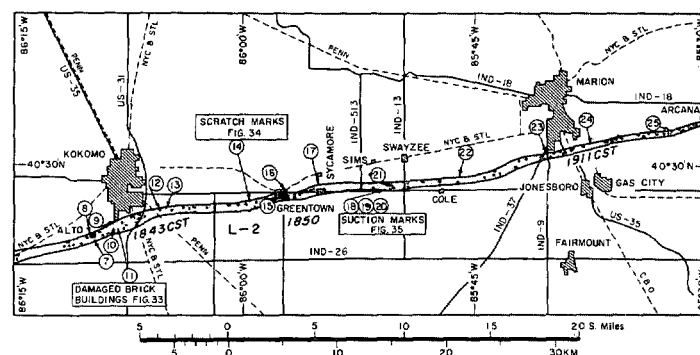 86°15'W
86°00'W
85°45'W
PENN
US-35
US-31
NYC & STL
PENN
IND-18
MARION
IND-18
ARCANA
SCRATCH MARKS
FIG. 34
IND-513
IND-13
KOKOMO
SYCAMORE
SIMS
SWAYZEE
NYC & STL
23
24
25
14
17
16
21
22
1911 CST
40°30'N
40°30'N
8
9
ALTO
12
13
15
GREENTOWN
1850
18
19
20
COLE
JONESBORO
GAS CITY
NYC & STL
7
10
11
1843 CST
PENN
L-2
SUCTION MARKS
FIG. 35
IND-37
IND-9
US-35
IND-26
FAIRMOUNT
C & O
DAMAGED BRICK
BUILDINGS FIG. 33
NYC & STL
86°15'W
86°00'W
85°45'W
5 0 5 10 15 20 S. Miles
5 0 10 20 30KM